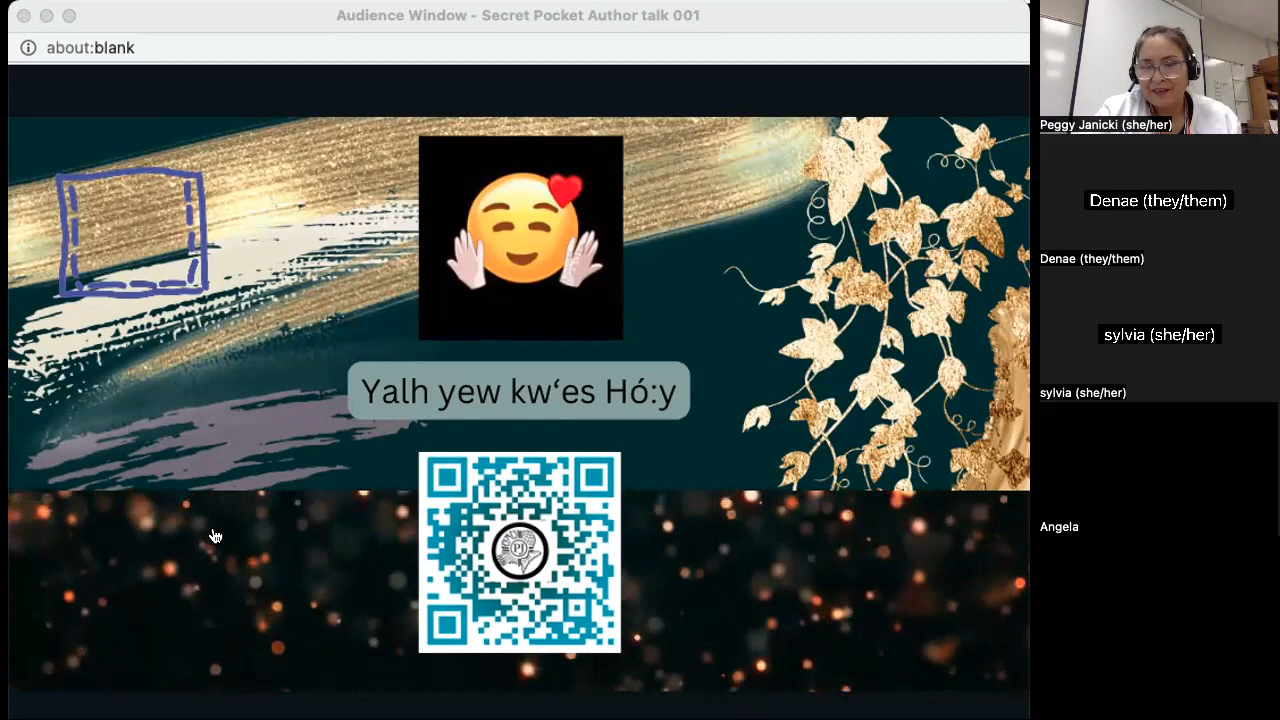 Audience Window - Secret Pocket Author talk 001
about:blank
Yalh yew kw‘es Hó:y
PJ
Peggy Janicki (she/her)
Denae (they/them)
Denae (they/them)
sylvia (she/her)
sylvia (she/her)
Angela